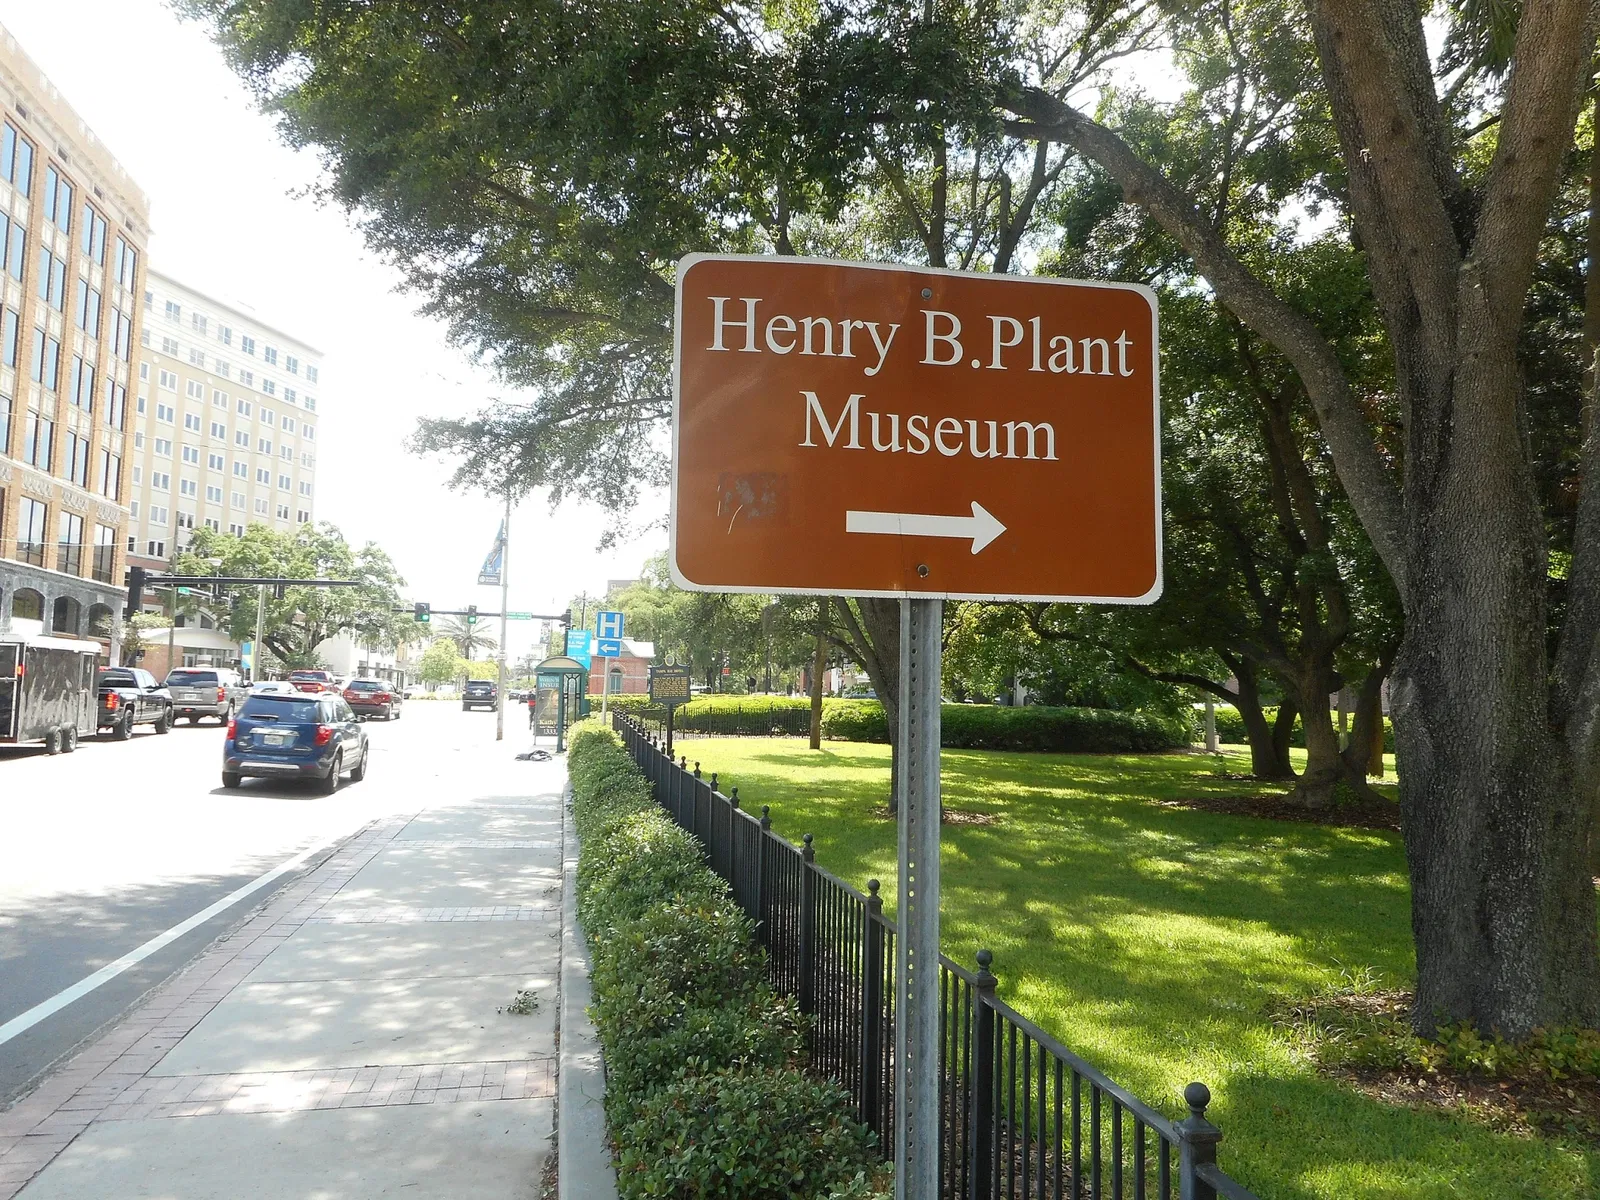 Henry B.Plant
Museum
H